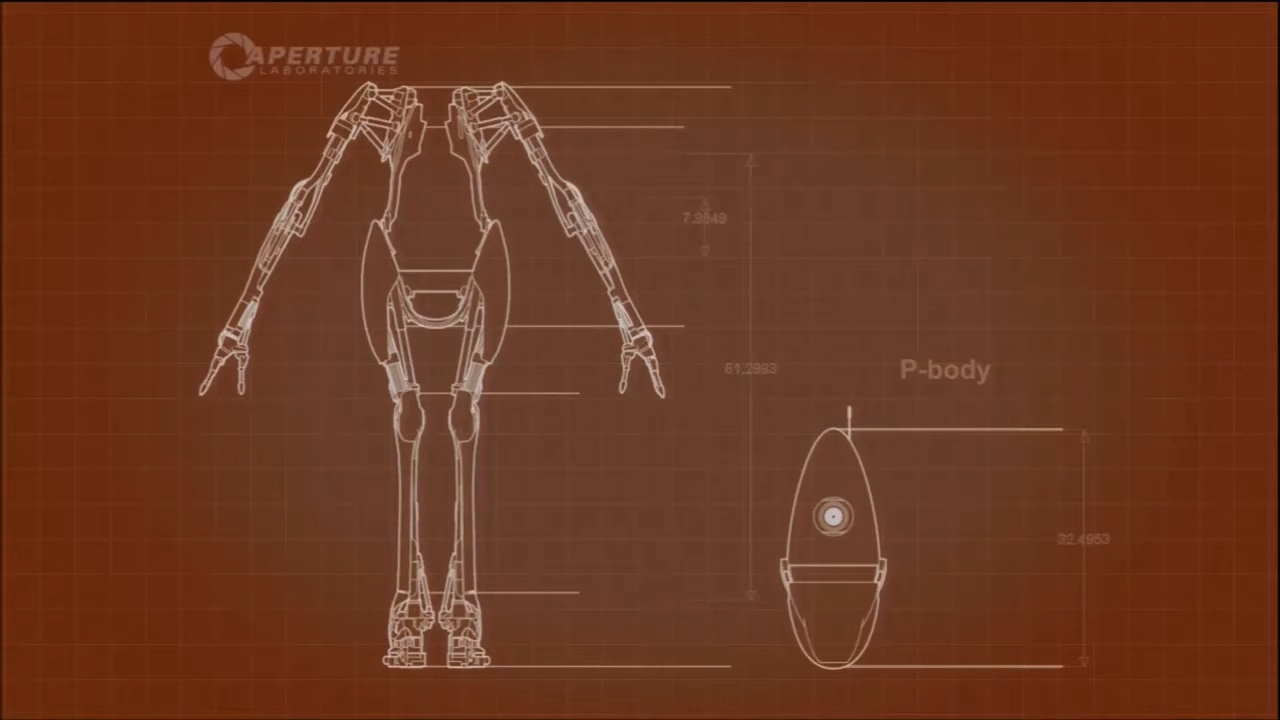 APERTURE
LABORATORIES
7.9949
61.2993
P-body
32.4953